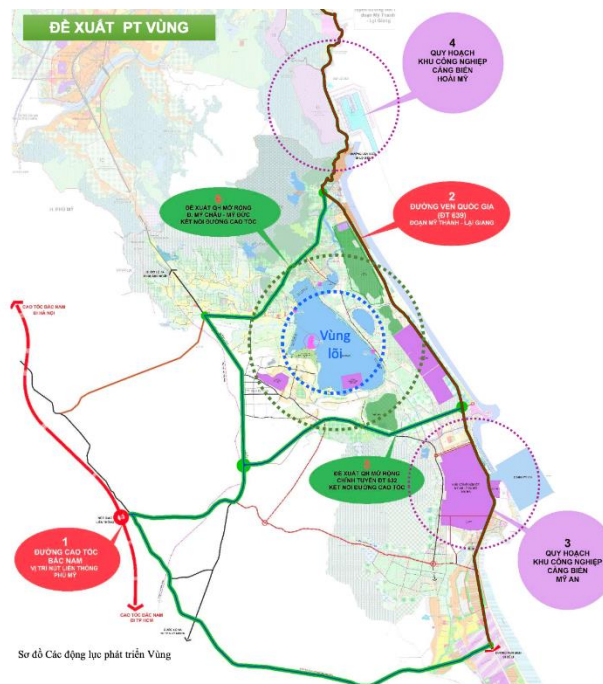 ĐỀ XUẤT PT VÙNG
4
QUY HOẠCH
KHU CÔNG NGHIỆP
CẢNG BIỂN
HOÀI MỸ
2
ĐƯỜNG VEN QUỐC GIA
(ĐT 639)
ĐOẠN MỸ THÀNH - LẠI GIANG
ĐỀ XUẤT QH MỞ RỘNG
Đ. MỸ CHÂU - MỸ ĐỨC
KẾT NỐI ĐƯỜNG CAO TỐC
CAO TỐC BẮC NAM
ĐI HÀ NỘI
Vùng
lõi
ĐỀ XUẤT QH MỞ RỘNG
CHỈNH TUYẾN ĐT 632
KẾT NỐI ĐƯỜNG CAO TỐC
1
ĐƯỜNG CAO TỐC
BẮC NAM
VỊ TRÍ NÚT LIÊN THÔNG
PHÙ MỸ
3
QUY HOẠCH
KHU CÔNG NGHIỆP
CẢNG BIỂN
MỸ AN
CAO TỐC BẮC NAM
ĐI TP HCM
Sơ đồ Các động lực phát triển Vùng